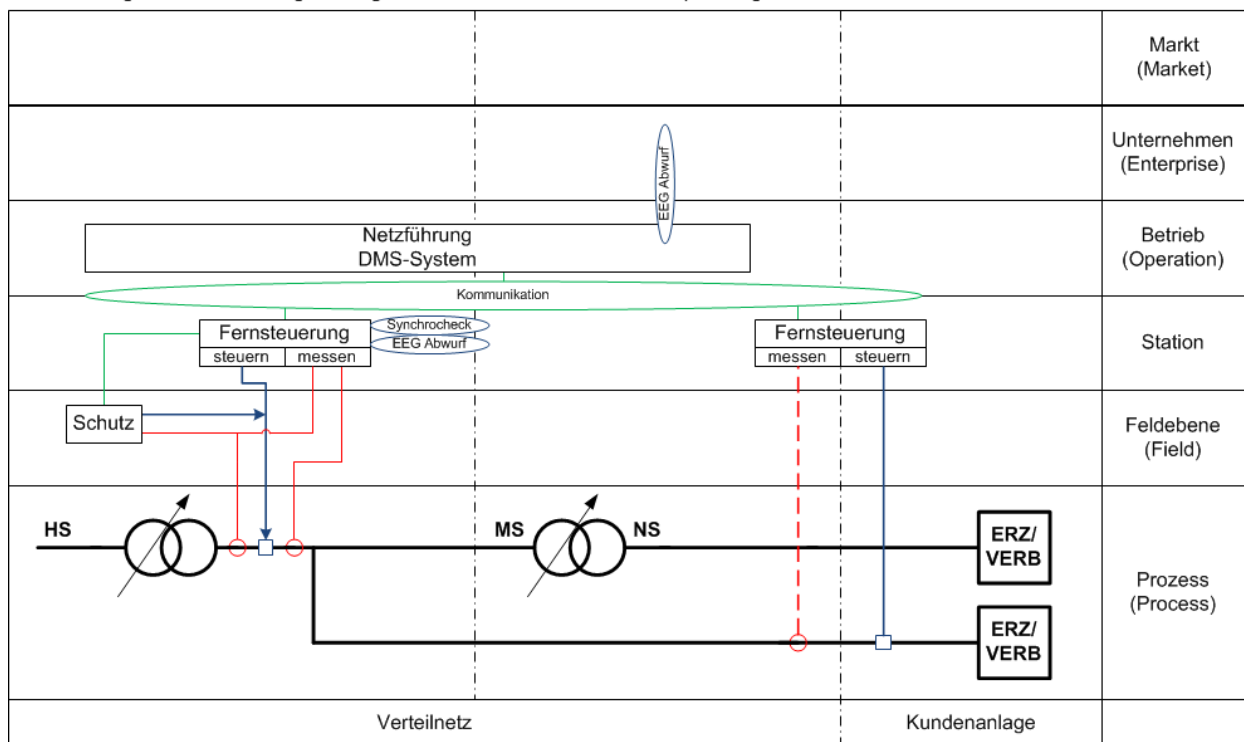 Markt
(Market)
Unternehmen
(Enterprise)
EEG Abwurf
Netzführung
DMS-System
Betrieb
(Operation)
Kommunikation
Fernsteuerung
steuern messen
Synchrocheck
EEG Abwurf
Fernsteuerung
messen steuern
Station
Schutz
Feldebene
(Field)
HS
MS
NS
ERZ/
VERB
ERZ/
VERB
Prozess
(Process)
Verteilnetz
Kundenanlage